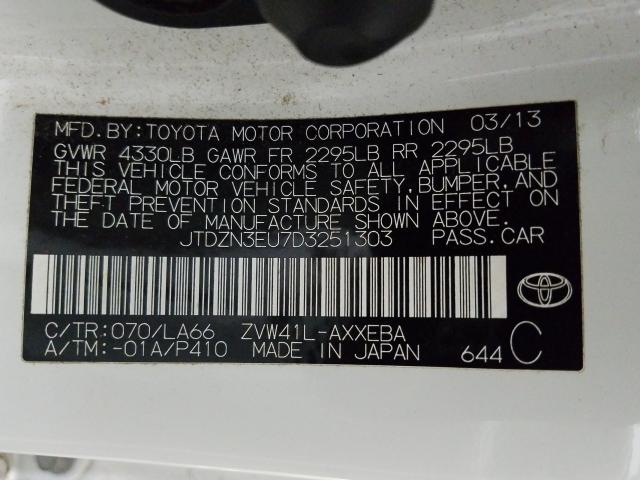 MFD.BY:TOYOTA MOTOR CORPORATION 03/13
GVWR 4330LB GAWR FR 2295LB RR 2295LB
THIS VEHICLE CONFORMS TO ALL APPLICABLE
FEDERAL MOTOR VEHICLE SAFETY,BUMPER,AND
THEFT PREVENTION STANDARDS IN EFFECT ON
THE DATE OF MANUFACTURE SHOWN ABOVE.
JTDZN3EU7D3251303 PASS.CAR
C/TR:070/LA66 ZVW41L-AXXEBA
A/TM:-01A/P410 MADE IN JAPAN 644 C